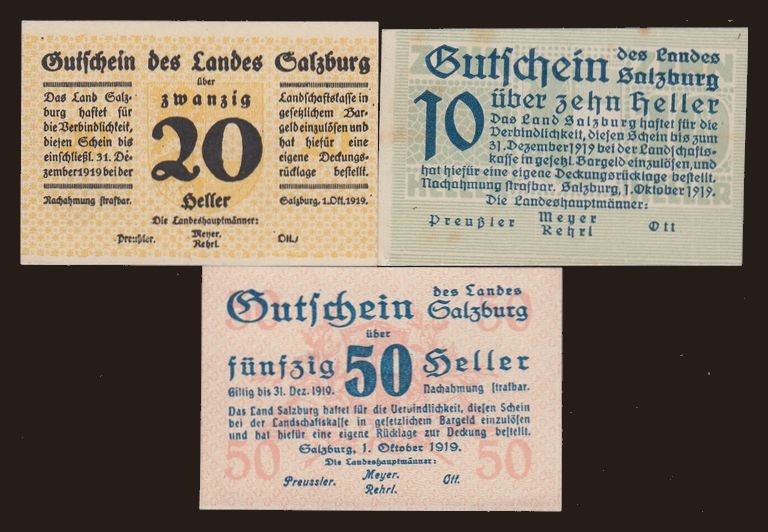 Gutschein des Landes Salzburg
über
zwanzig
20
Heller
Das Land Salz-
burg haftet für
die Verbindlichkeit,
diesen Schein bis
einschließl. 31. De-
zember 1919 bei der
Landschaftskasse in
gesetzlichem Bar-
geld einzulösen und
hat hiefür eine
eigene Deckungs-
rücklage bestellt.
Nachahmung strafbar.
Salzburg, 1. Okt. 1919.
Die Landeshauptmänner:
Preußler. Meyer. Ott.
Rehrl.
Gutschein des Landes
Salzburg
10 über zehn Heller
Das Land Salzburg haftet für die
Verbindlichkeit, diesen Schein bis zum
31. Dezember 1919 bei der Landschafts-
kasse in gesetzl. Bargeld einzulösen, und
hat hiefür eine eigene Deckungsrücklage bestellt.
Nachahmung strafbar. Salzburg, 1. Oktober 1919.
Die Landeshauptmänner:
Preußler Meyer Ott
Rehrl
ZEHN
HELLER
HELLER
50 50
Gutschein des Landes
Salzburg
über
fünfzig 50 Heller
Giltig bis 31. Dez. 1919. Nachahmung strafbar.
Das Land Salzburg haftet für die Verbindlichkeit, diesen Schein
bei der Landschaftskasse in gesetzlichem Bargeld einzulösen
und hat hiefür eine eigene Rücklage zur Deckung bestellt.
Salzburg, 1. Oktober 1919.
Die Landeshauptmänner:
Preussler. Meyer. Ott.
Rehrl.
50 50